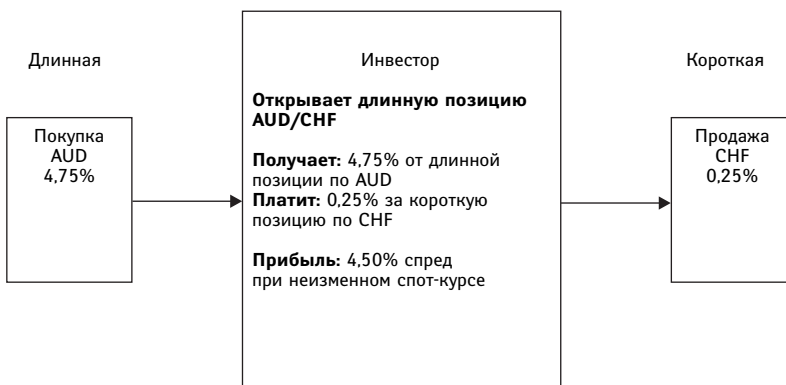 Длинная
Покупка
AUD
4,75%
Инвестор
Открывает длинную позицию
AUD/CHF
Получает: 4,75% от длинной
позиции по AUD
Платит: 0,25% за короткую
позицию по CHF
Прибыль: 4,50% спред
при неизменном спот-курсе
Короткая
Продажа
CHF
0,25%